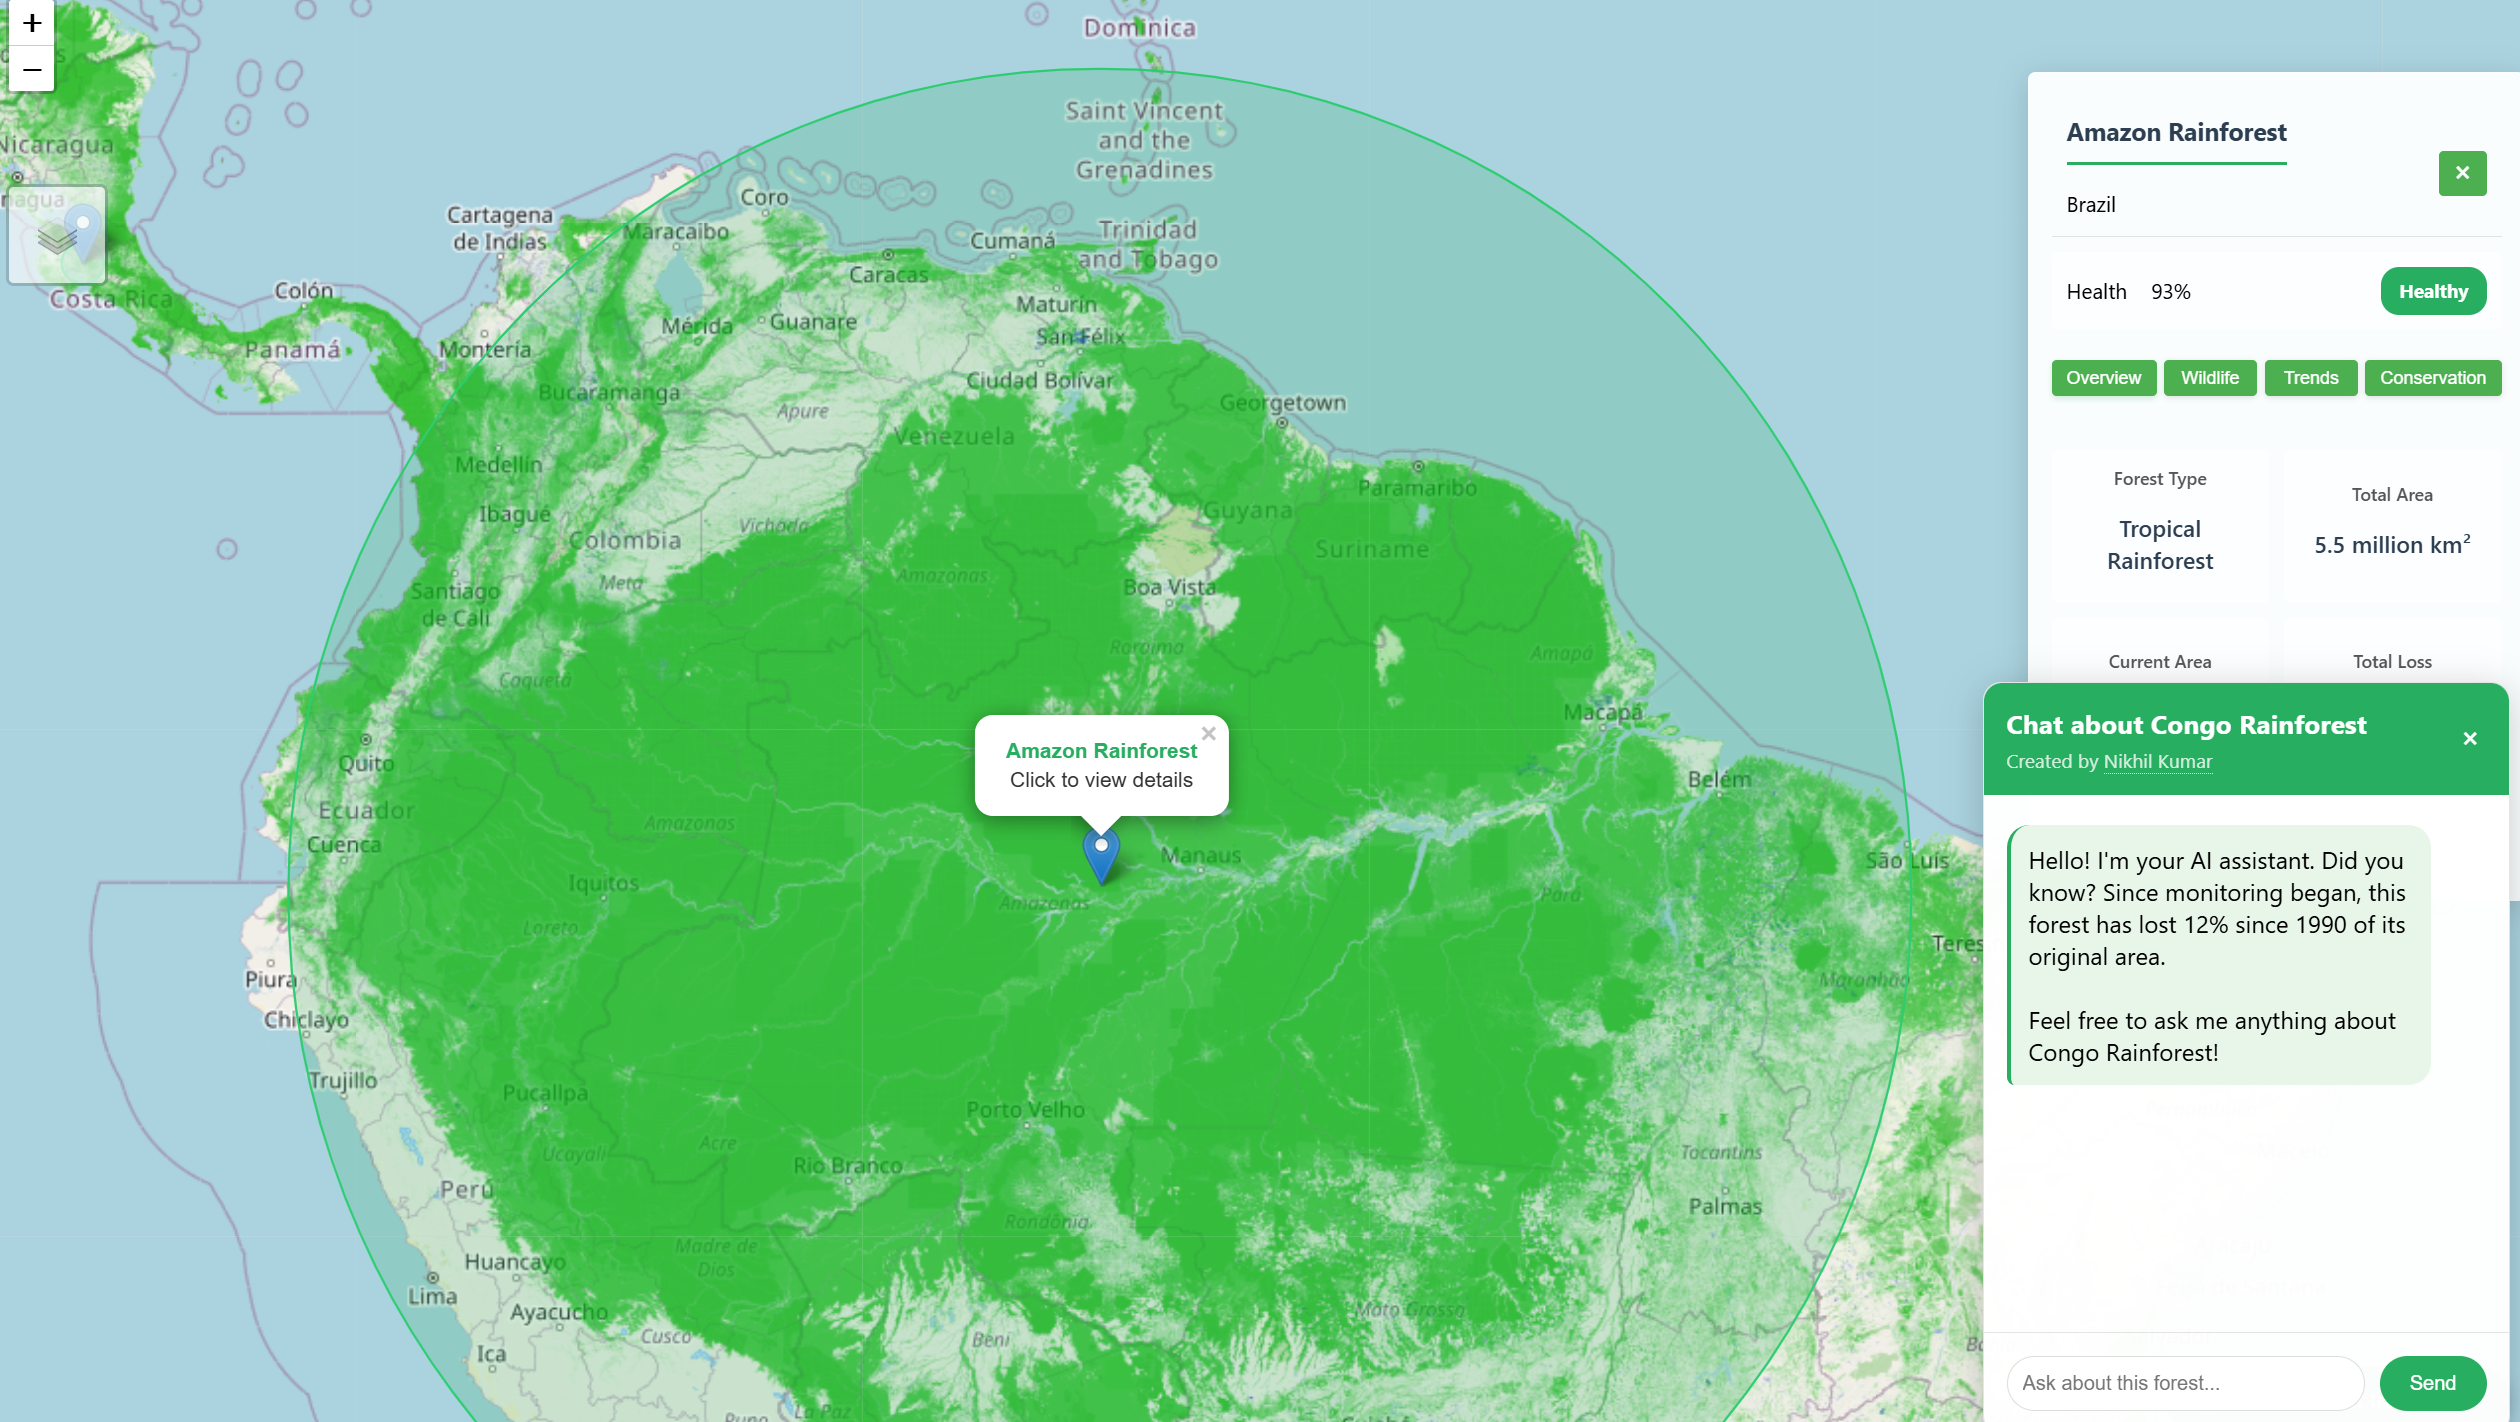 +
−
Dominica
Saint Vincent
and the
Grenadines
Nicaragua
Coro
Cartagena
de Indias
Maracaibo
Cumaná
Trinidad
and Tobago
Caracas
Costa Rica
Colón
Maturín
Mérida
Guanare
San Félix
Panamá
Montería
Ciudad Bolívar
Bucaramanga
Apure
Georgetown
Venezuela
Medellín
Paramaribo
Ibagué
Guyana
Vichada
Colombia
Suriname
Meta
Amazonas
Boa Vista
Santiago
de Cali
Roraima
Amapá
Caquetá
Macapá
Amazon Rainforest
×
Click to view details
Quito
Belém
Ecuador
Amazonas
Cuenca
Manaus
São Luís
Iquitos
Pará
Amazonas
Loreto
Teres
Piura
Maranhão
Chiclayo
Trujillo
Pucallpa
Porto Velho
Acre
Ucayali
Tocantins
Rio Branco
Perú
Palmas
Rondônia
Madre de
Dios
Huancayo
Lima
Ayacucho
Mato Grosso
Cusco
Beni
Ica
Puno
La Paz
Cuiabá
Amazon Rainforest
×
Brazil
Health 93% Healthy
Overview Wildlife Trends Conservation
Forest Type
Tropical
Rainforest
Total Area
5.5 million km²
Current Area
Total Loss
Chat about Congo Rainforest
×
Created by Nikhil Kumar
Hello! I'm your AI assistant. Did you
know? Since monitoring began, this
forest has lost 12% since 1990 of its
original area.
Feel free to ask me anything about
Congo Rainforest!
Ask about this forest...
Send